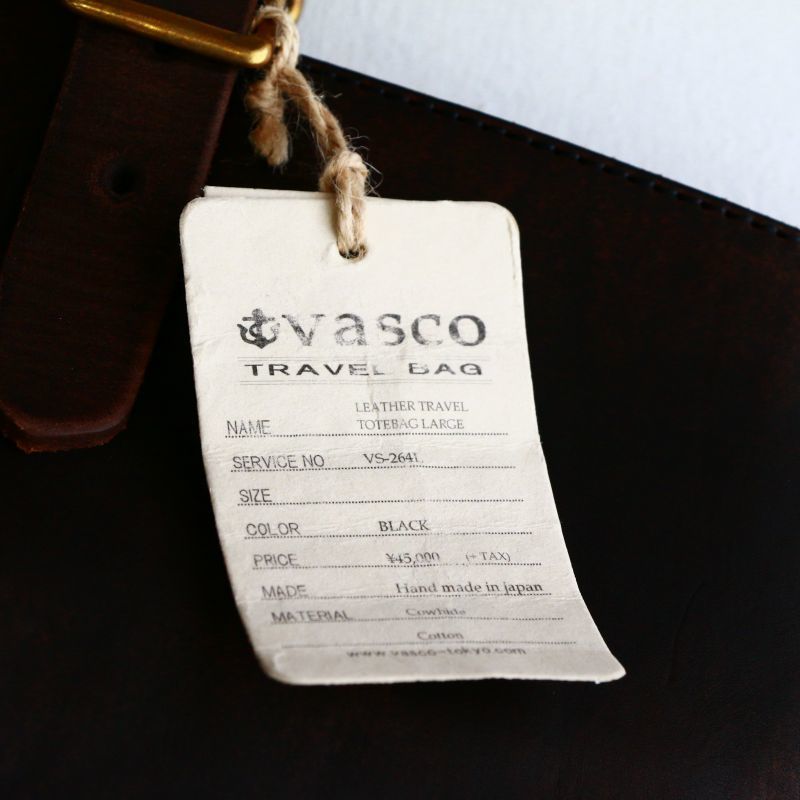 vasco
TRAVEL BAG
LEATHER TRAVEL
NAME TOTEBAG LARGE
SERVICE NO VS-264L
SIZE
COLOR BLACK
PRICE ¥45,000 (+ TAX)
MADE Hand made in japan
MATERIAL Cowhide
Cotton
www.vasco-tokyo.com